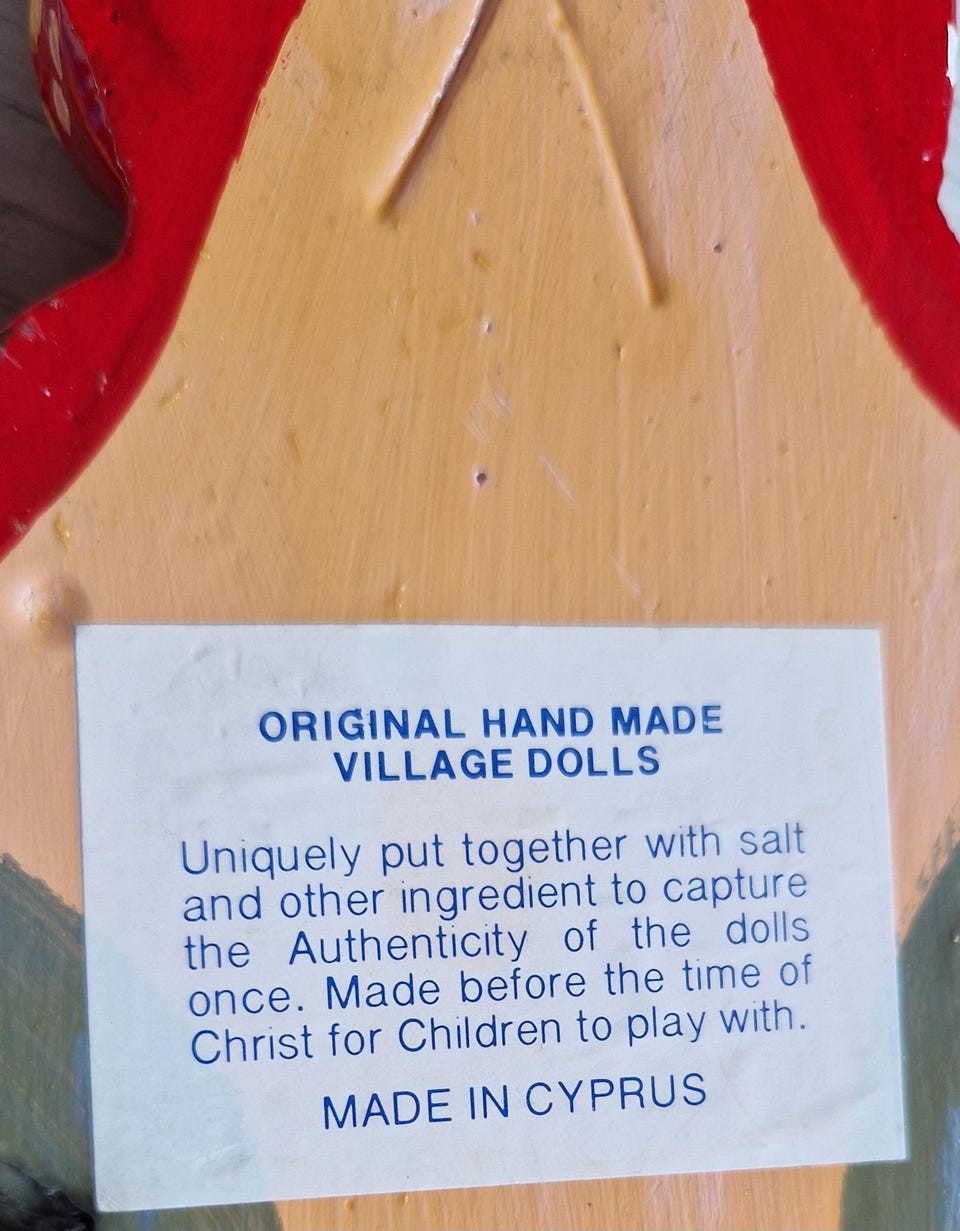 ORIGINAL HAND MADE
VILLAGE DOLLS
Uniquely put together with salt
and other ingredient to capture
the Authenticity of the dolls
once. Made before the time of
Christ for Children to play with.
MADE IN CYPRUS